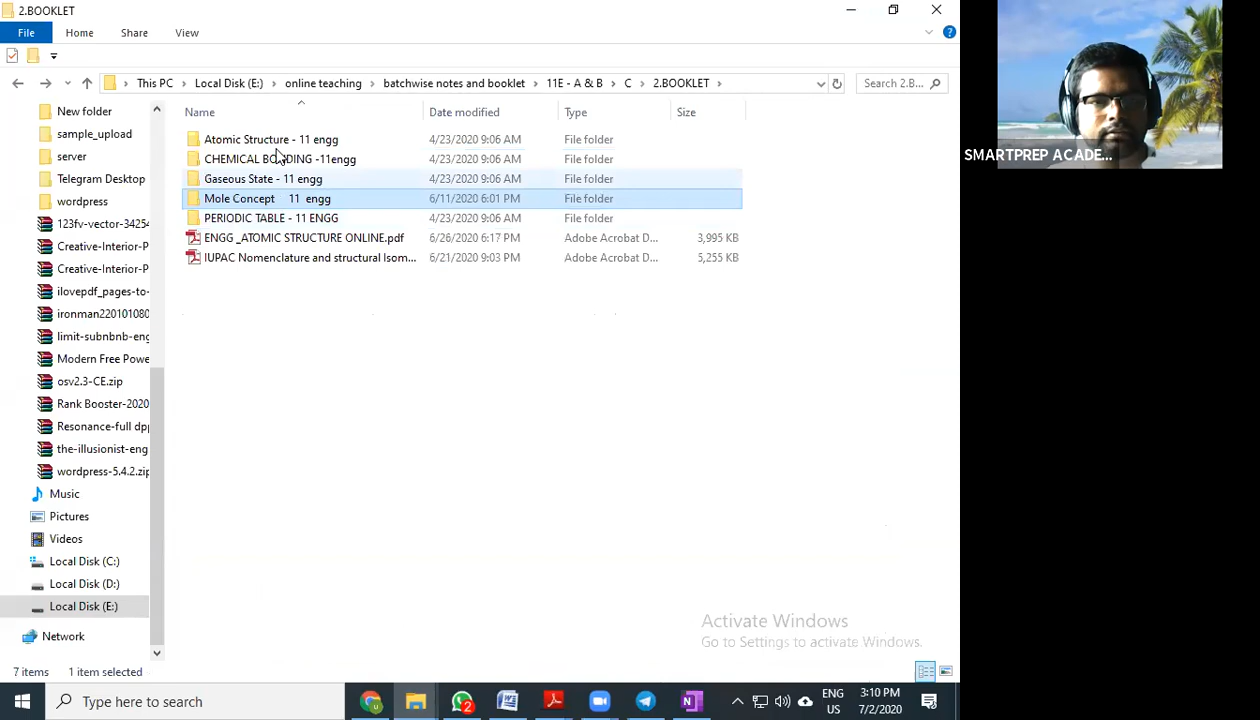 2.BOOKLET
File Home Share View
This PC Local Disk (E:) online teaching batchwise notes and booklet 11E - A & B C 2.BOOKLET Search 2.B...
Name Date modified Type Size
New folder
sample_upload
server
Telegram Desktop
wordpress
123fv-vector-34254
Creative-Interior-P
Creative-Interior-P
ilovepdf_pages-to-
ironman220101080
limit-subnbnb-eng
Modern Free Powe
osv2.3-CE.zip
Rank Booster-2020
Resonance-full dpp
the-illusionist-eng
wordpress-5.4.2.zip
Music
Pictures
Videos
Local Disk (C:)
Local Disk (D:)
Local Disk (E:)
Network
Atomic Structure - 11 engg 4/23/2020 9:06 AM File folder
CHEMICAL BONDING -11engg 4/23/2020 9:06 AM File folder
Gaseous State - 11 engg 4/23/2020 9:06 AM File folder
Mole Concept 11 engg 6/11/2020 6:01 PM File folder
PERIODIC TABLE - 11 ENGG 4/23/2020 9:06 AM File folder
ENGG _ATOMIC STRUCTURE ONLINE.pdf 6/26/2020 6:17 PM Adobe Acrobat D... 3,995 KB
IUPAC Nomenclature and structural Isom... 6/21/2020 9:03 PM Adobe Acrobat D... 5,255 KB
SMARTPREP ACADE...
Activate Windows
Go to Settings to activate Windows.
7 items 1 item selected
Type here to search
2
ENG
US
3:10 PM
7/2/2020